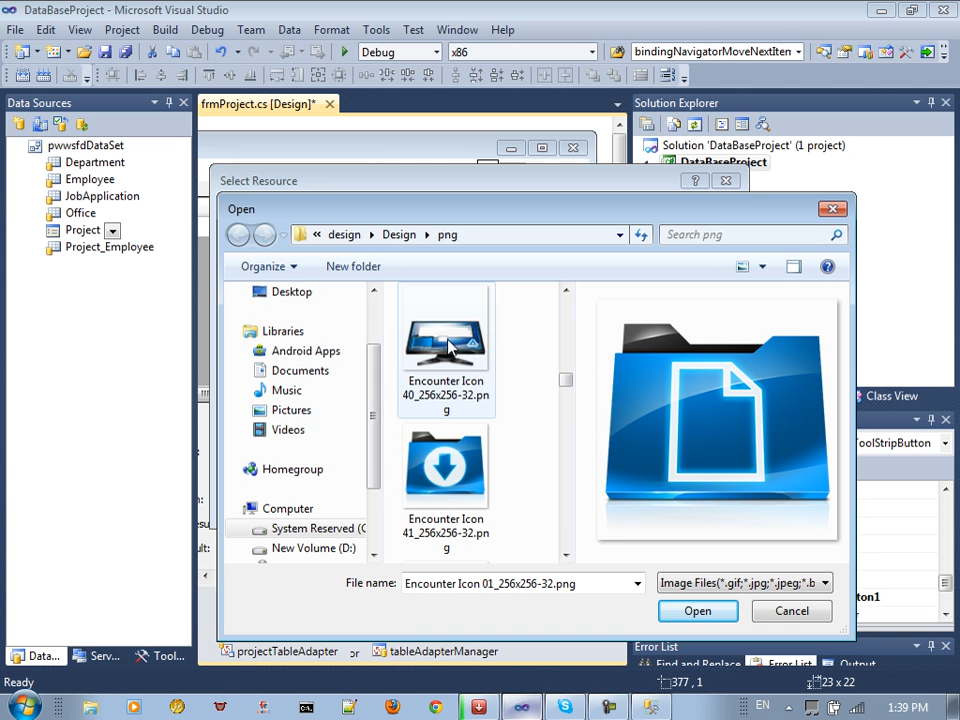 DataBaseProject - Microsoft Visual Studio
File Edit View Project Build Debug Team Data Format Tools Test Window Help
Debug x86 bindingNavigatorMoveNextItem
Data Sources
frmProject.cs [Design]*
Solution Explorer
pwwsfdDataSet
Department
Employee
JobApplication
Office
Project
Project_Employee
Solution 'DataBaseProject' (1 project)
DataBaseProject
Select Resource
Open
« design Design png
Search png
Organize New folder
Desktop
Libraries
Android Apps
Documents
Music
Pictures
Videos
Homegroup
Computer
System Reserved (C
New Volume (D:)
Encounter Icon
40_256x256-32.pn
g
Encounter Icon
41_256x256-32.pn
g
File name: Encounter Icon 01_256x256-32.png
Image Files(*.gif;*.jpg;*.jpeg;*.b
Open Cancel
Class View
ToolStripButton
ton1
projectTableAdapter or tableAdapterManager
Data... Serv... Tool...
Error List
Find and Replace Error List Output
Ready
377 , 1
23 x 22
EN
1:39 PM